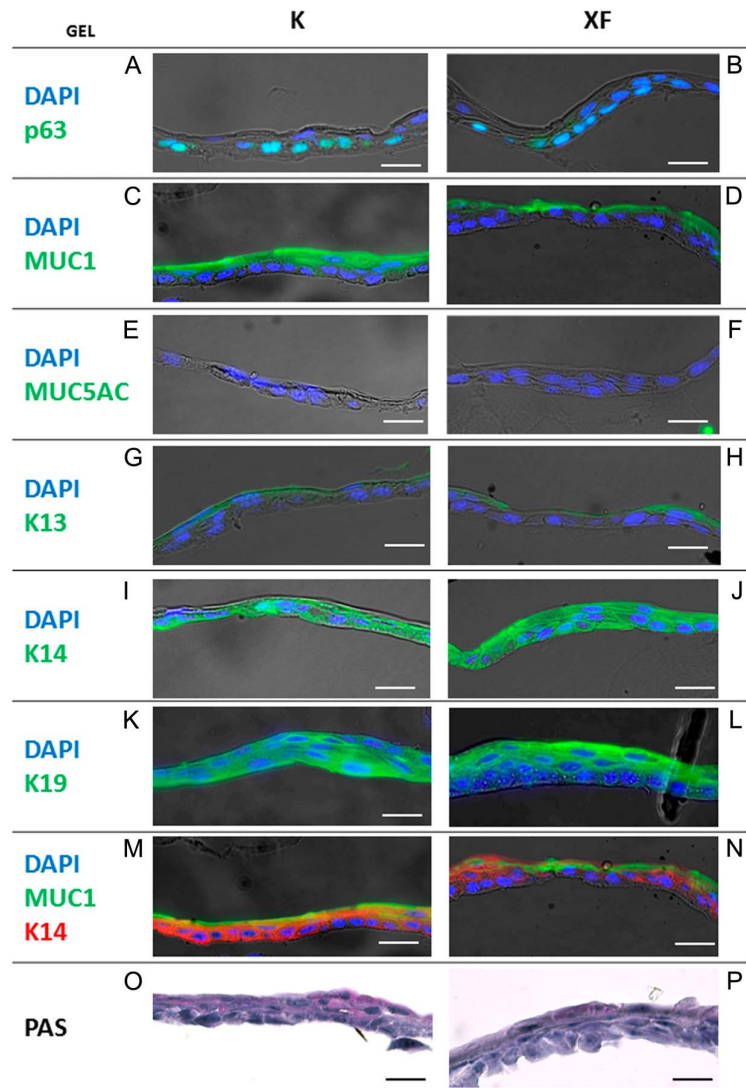 GEL K XF
A B
DAPI
p63
C D
DAPI
MUC1
E F
DAPI
MUC5AC
G H
DAPI
K13
I J
DAPI
K14
K L
DAPI
K19
M N
DAPI
MUC1
K14
O P
PAS